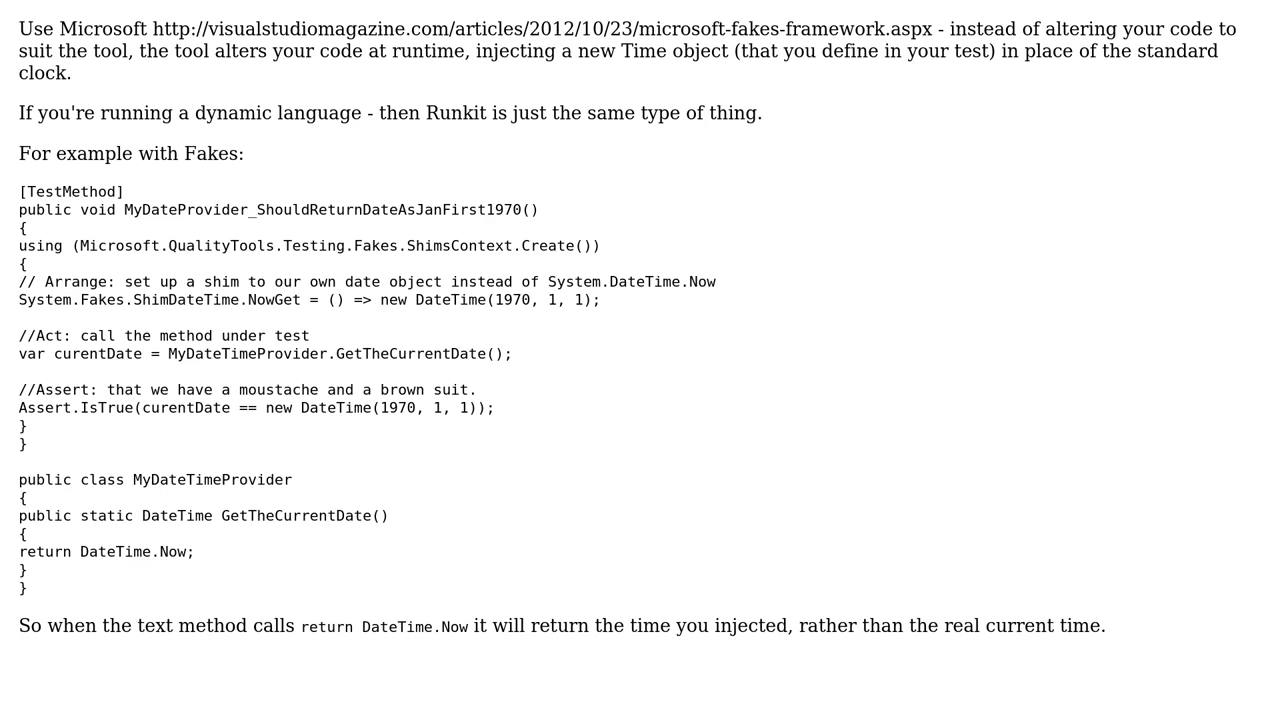 Use Microsoft http://visualstudiomagazine.com/articles/2012/10/23/microsoft-fakes-framework.aspx - instead of altering your code to
suit the tool, the tool alters your code at runtime, injecting a new Time object (that you define in your test) in place of the standard
clock.
If you're running a dynamic language - then Runkit is just the same type of thing.
For example with Fakes:
[TestMethod]
public void MyDateProvider_ShouldReturnDateAsJanFirst1970()
{
using (Microsoft.QualityTools.Testing.Fakes.ShimsContext.Create())
{
// Arrange: set up a shim to our own date object instead of System.DateTime.Now
System.Fakes.ShimDateTime.NowGet = () => new DateTime(1970, 1, 1);
//Act: call the method under test
var curentDate = MyDateTimeProvider.GetTheCurrentDate();
//Assert: that we have a moustache and a brown suit.
Assert.IsTrue(curentDate == new DateTime(1970, 1, 1));
}
}
public class MyDateTimeProvider
{
public static DateTime GetTheCurrentDate()
{
return DateTime.Now;
}
}
So when the text method calls return DateTime.Now it will return the time you injected, rather than the real current time.